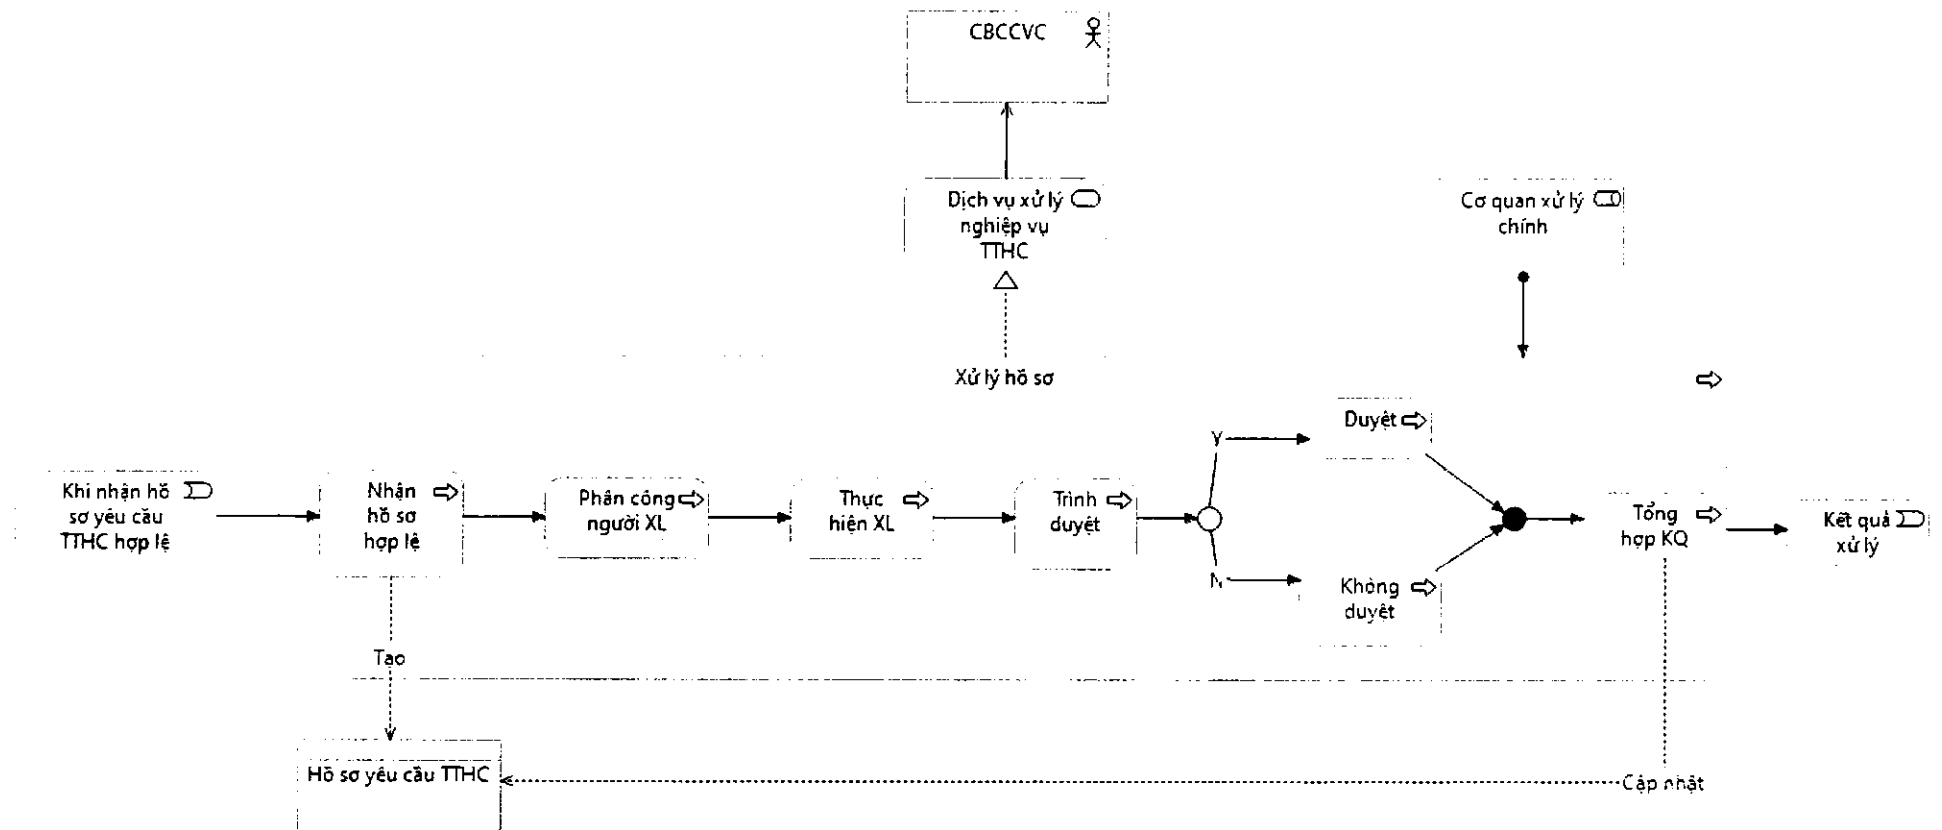 CBCCVC
Dịch vụ xử lý
nghiệp vụ
TTHC
Cơ quan xử lý
chính
Xử lý hồ sơ
Khi nhận hồ
sơ yêu cầu
TTHC hợp lệ
Nhận
hồ sơ
hợp lệ
Phân công
người XL
Thực
hiện XL
Trình
duyệt
Y
N
Duyệt
Không
duyệt
Tổng
hợp KQ
Kết quả
xử lý
Tạo
Hồ sơ yêu cầu TTHC
Cập nhật